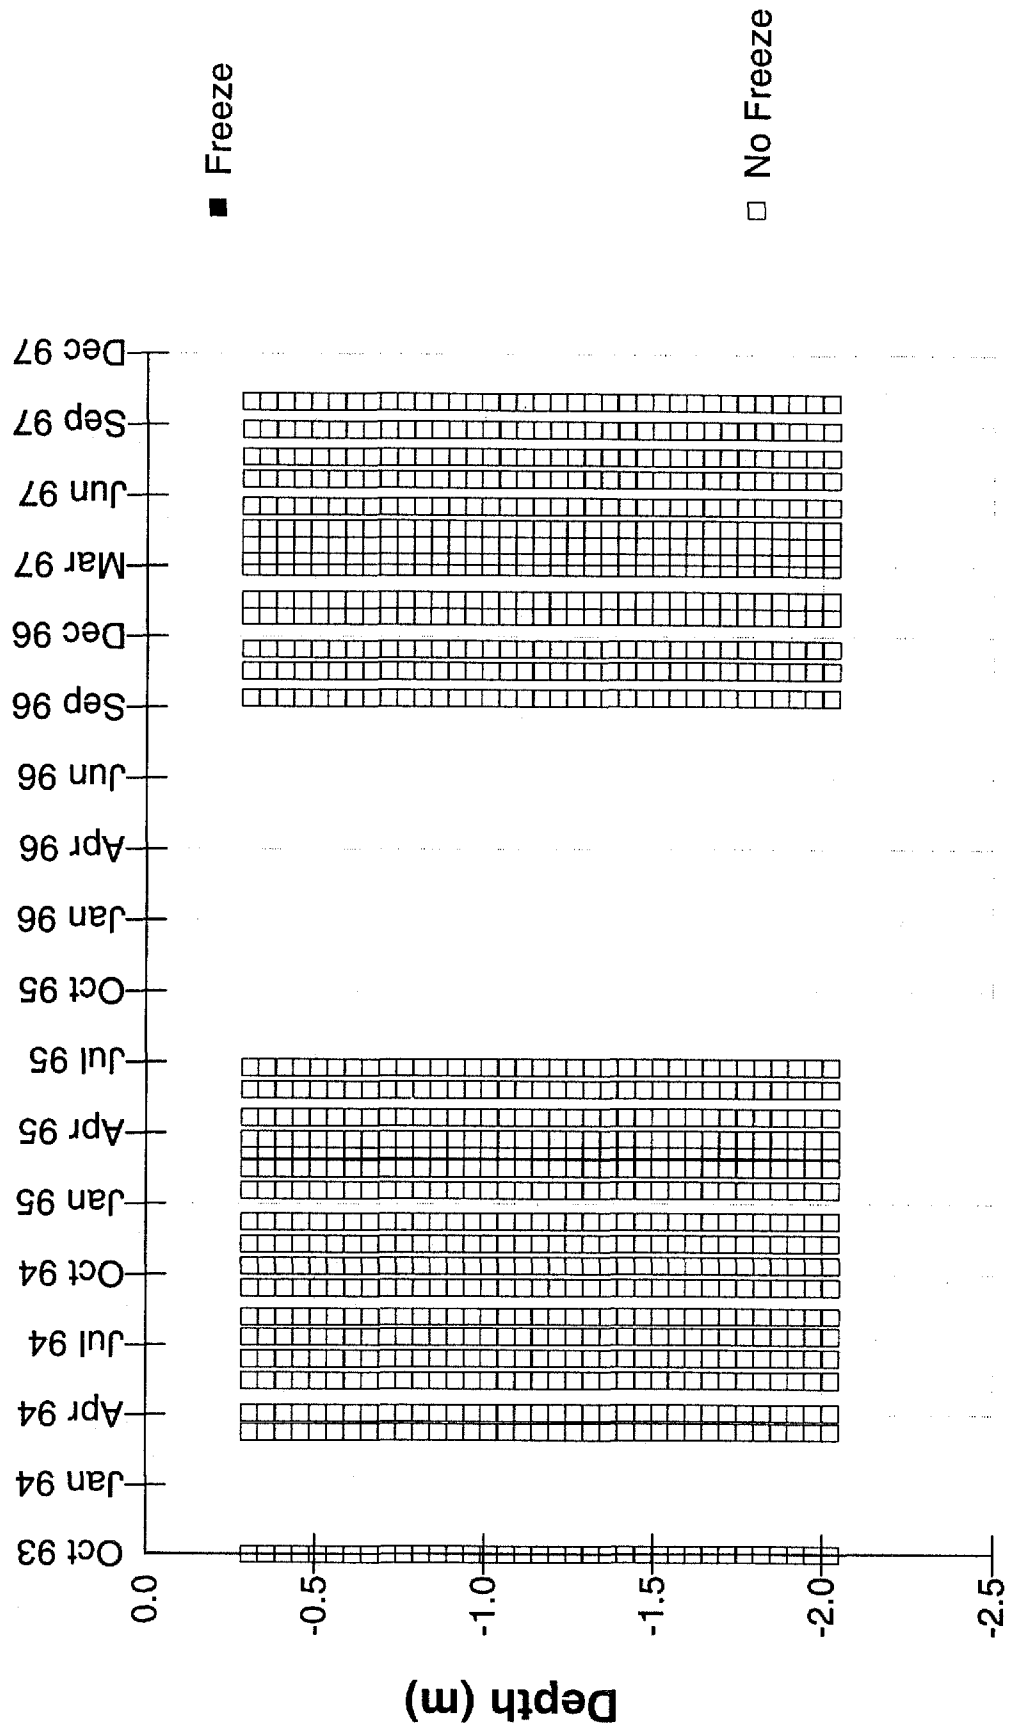 Oct 93
Jan 94
Apr 94
Jul 94
Oct 94
Jan 95
Apr 95
Jul 95
Oct 95
Jan 96
Apr 96
Jun 96
Sep 96
Dec 96
Mar 97
Jun 97
Sep 97
Dec 97
0.0
-0.5
-1.0
-1.5
-2.0
-2.5
Depth (m)
Freeze
No Freeze